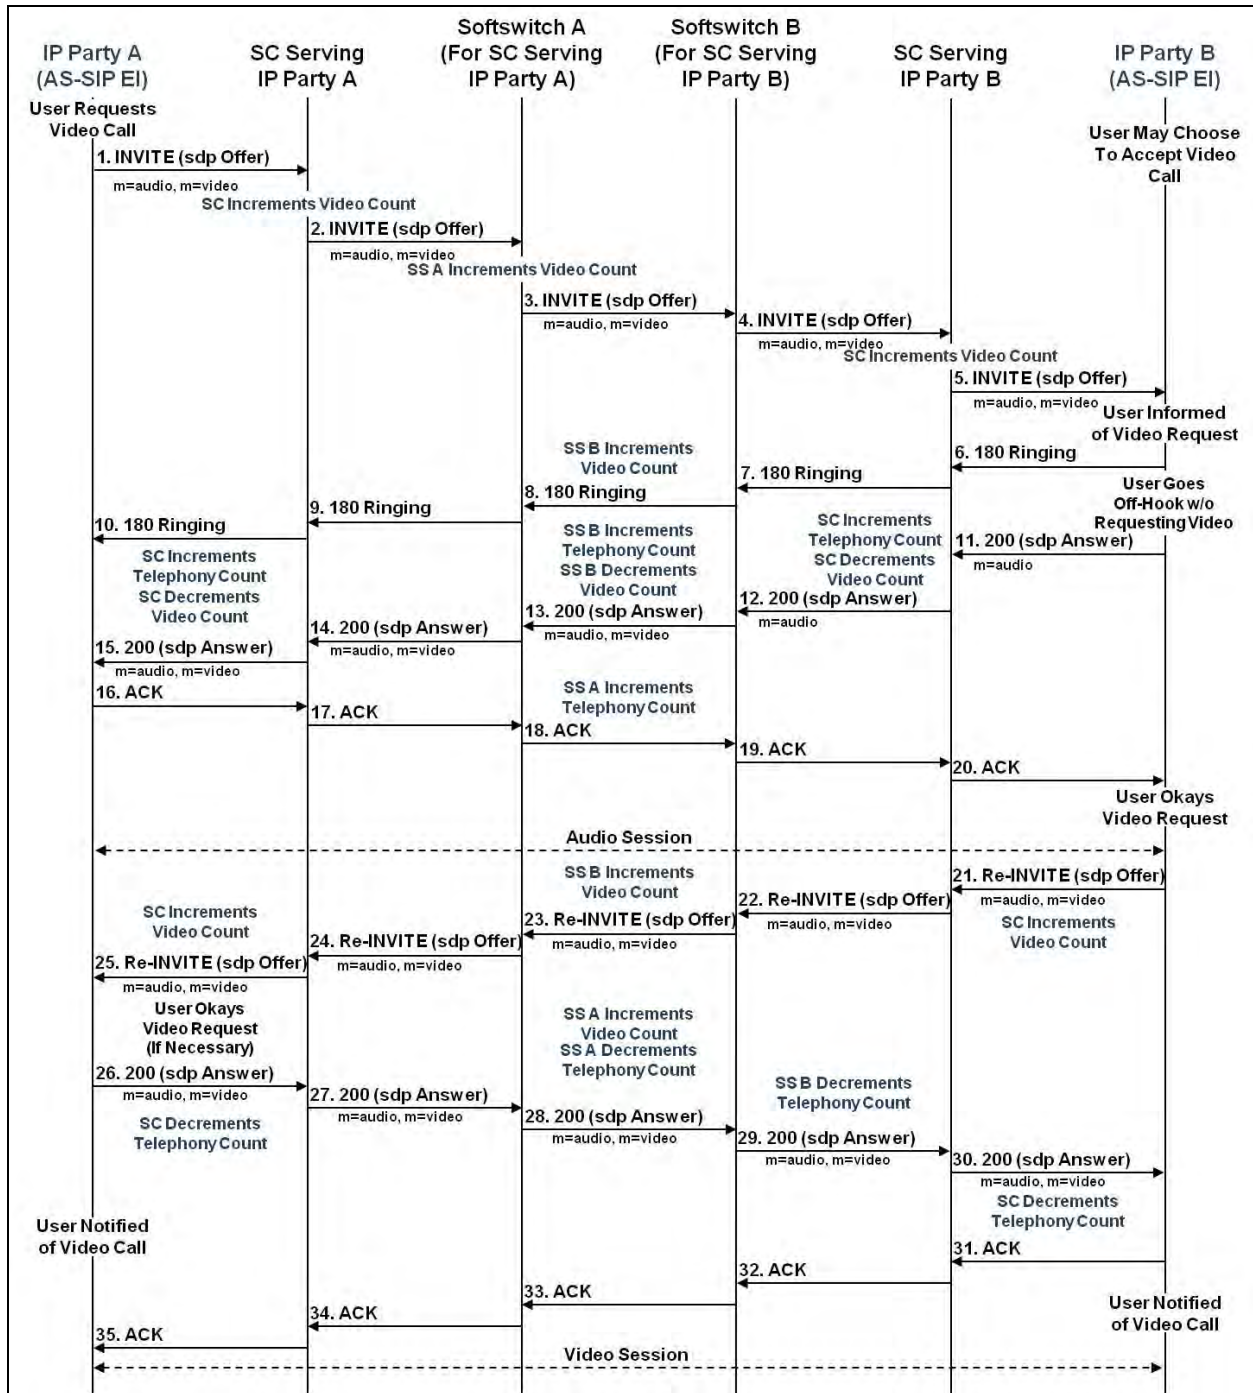 IP Party A
(AS-SIP EI)
SC Serving
IP Party A
Softswitch A
(For SC Serving
IP Party A)
Softswitch B
(For SC Serving
IP Party B)
SC Serving
IP Party B
IP Party B
(AS-SIP EI)
User Requests
Video Call
User May Choose
To Accept Video
Call
1. INVITE (sdp Offer)
m=audio, m=video
SC Increments Video Count
2. INVITE (sdp Offer)
m=audio, m=video
SS A Increments Video Count
3. INVITE (sdp Offer)
m=audio, m=video
4. INVITE (sdp Offer)
m=audio, m=video
SC Increments Video Count
5. INVITE (sdp Offer)
m=audio, m=video
User Informed
of Video Request
6. 180 Ringing
SS B Increments
Video Count
7. 180 Ringing
8. 180 Ringing
9. 180 Ringing
10. 180 Ringing
User Goes
Off-Hook w/o
Requesting Video
11. 200 (sdp Answer)
m=audio
SC Increments
Telephony Count
SC Decrements
Video Count
SS B Increments
Telephony Count
SS B Decrements
Video Count
SC Increments
Telephony Count
SC Decrements
Video Count
12. 200 (sdp Answer)
m=audio
13. 200 (sdp Answer)
m=audio, m=video
14. 200 (sdp Answer)
m=audio, m=video
15. 200 (sdp Answer)
m=audio, m=video
16. ACK
SS A Increments
Telephony Count
17. ACK
18. ACK
19. ACK
20. ACK
User Okays
Video Request
Audio Session
21. Re-INVITE (sdp Offer)
m=audio, m=video
SC Increments
Video Count
SS B Increments
Video Count
22. Re-INVITE (sdp Offer)
m=audio, m=video
23. Re-INVITE (sdp Offer)
m=audio, m=video
24. Re-INVITE (sdp Offer)
m=audio, m=video
SC Increments
Video Count
25. Re-INVITE (sdp Offer)
m=audio, m=video
User Okays
Video Request
(If Necessary)
SS A Increments
Video Count
SS A Decrements
Telephony Count
26. 200 (sdp Answer)
m=audio, m=video
SC Decrements
Telephony Count
27. 200 (sdp Answer)
m=audio, m=video
28. 200 (sdp Answer)
m=audio, m=video
SS B Decrements
Telephony Count
29. 200 (sdp Answer)
m=audio, m=video
30. 200 (sdp Answer)
m=audio, m=video
SC Decrements
Telephony Count
User Notified
of Video Call
31. ACK
32. ACK
33. ACK
34. ACK
35. ACK
User Notified
of Video Call
Video Session